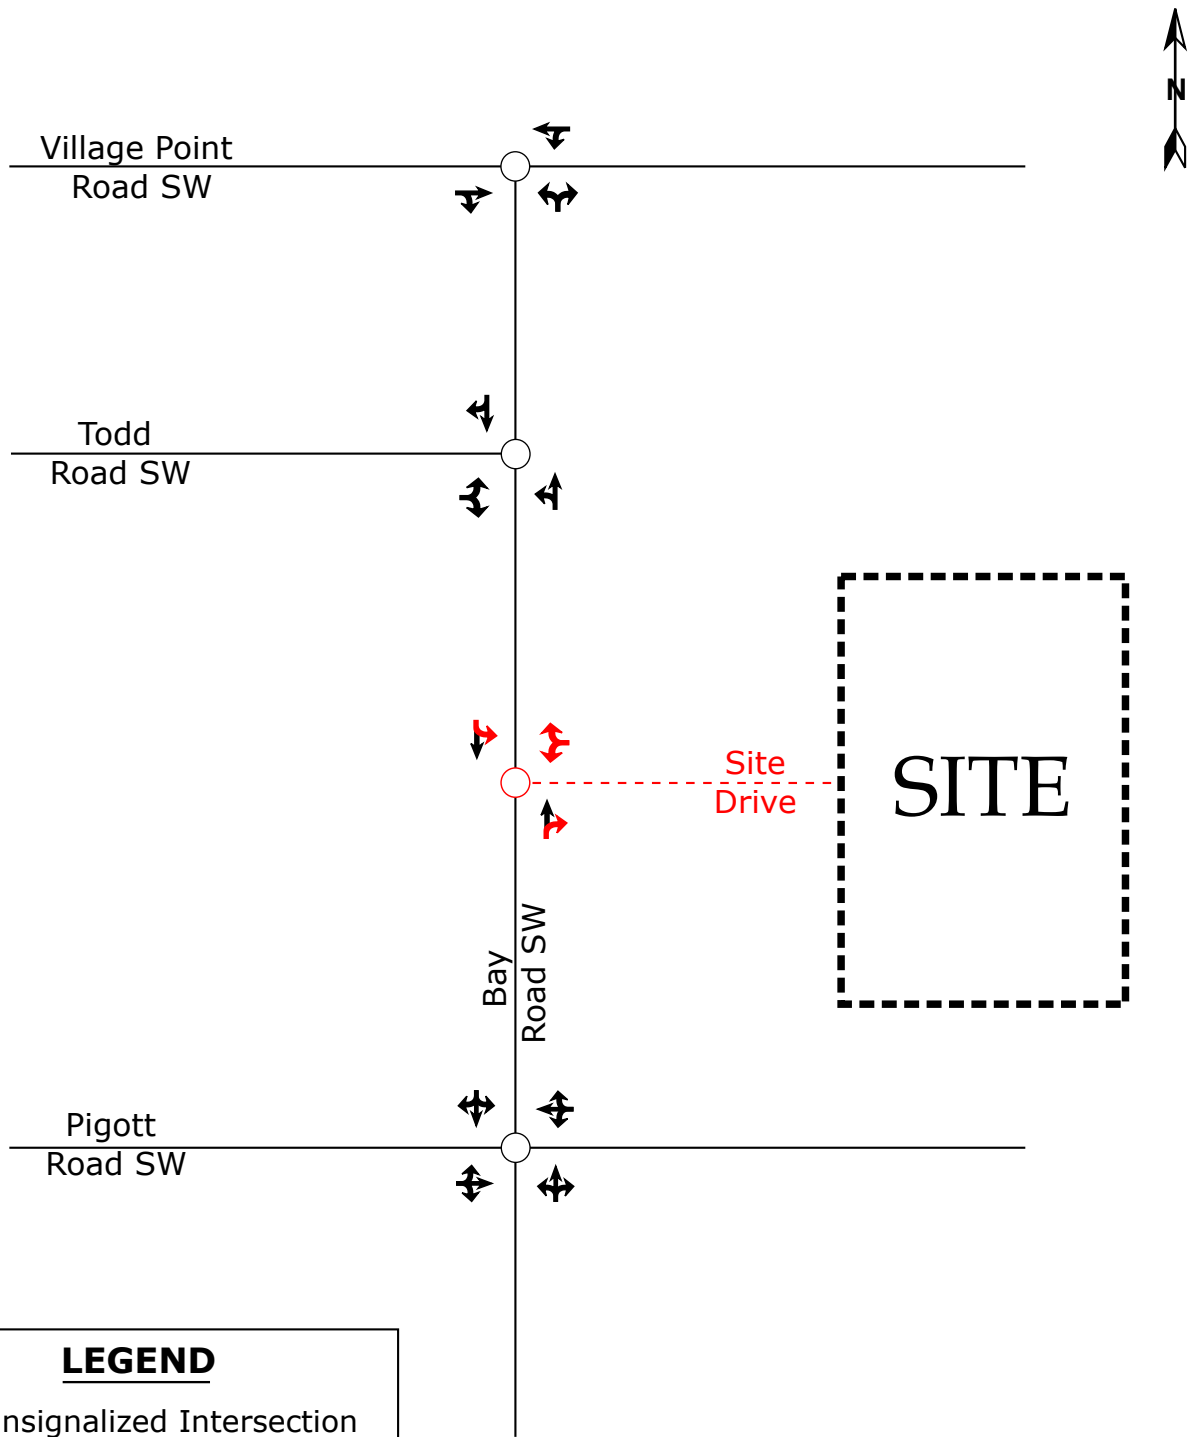 N
Village Point
Road SW
Todd
Road SW
Site
Drive
SITE
Bay
Road SW
Pigott
Road SW
LEGEND
nsignalized Intersection